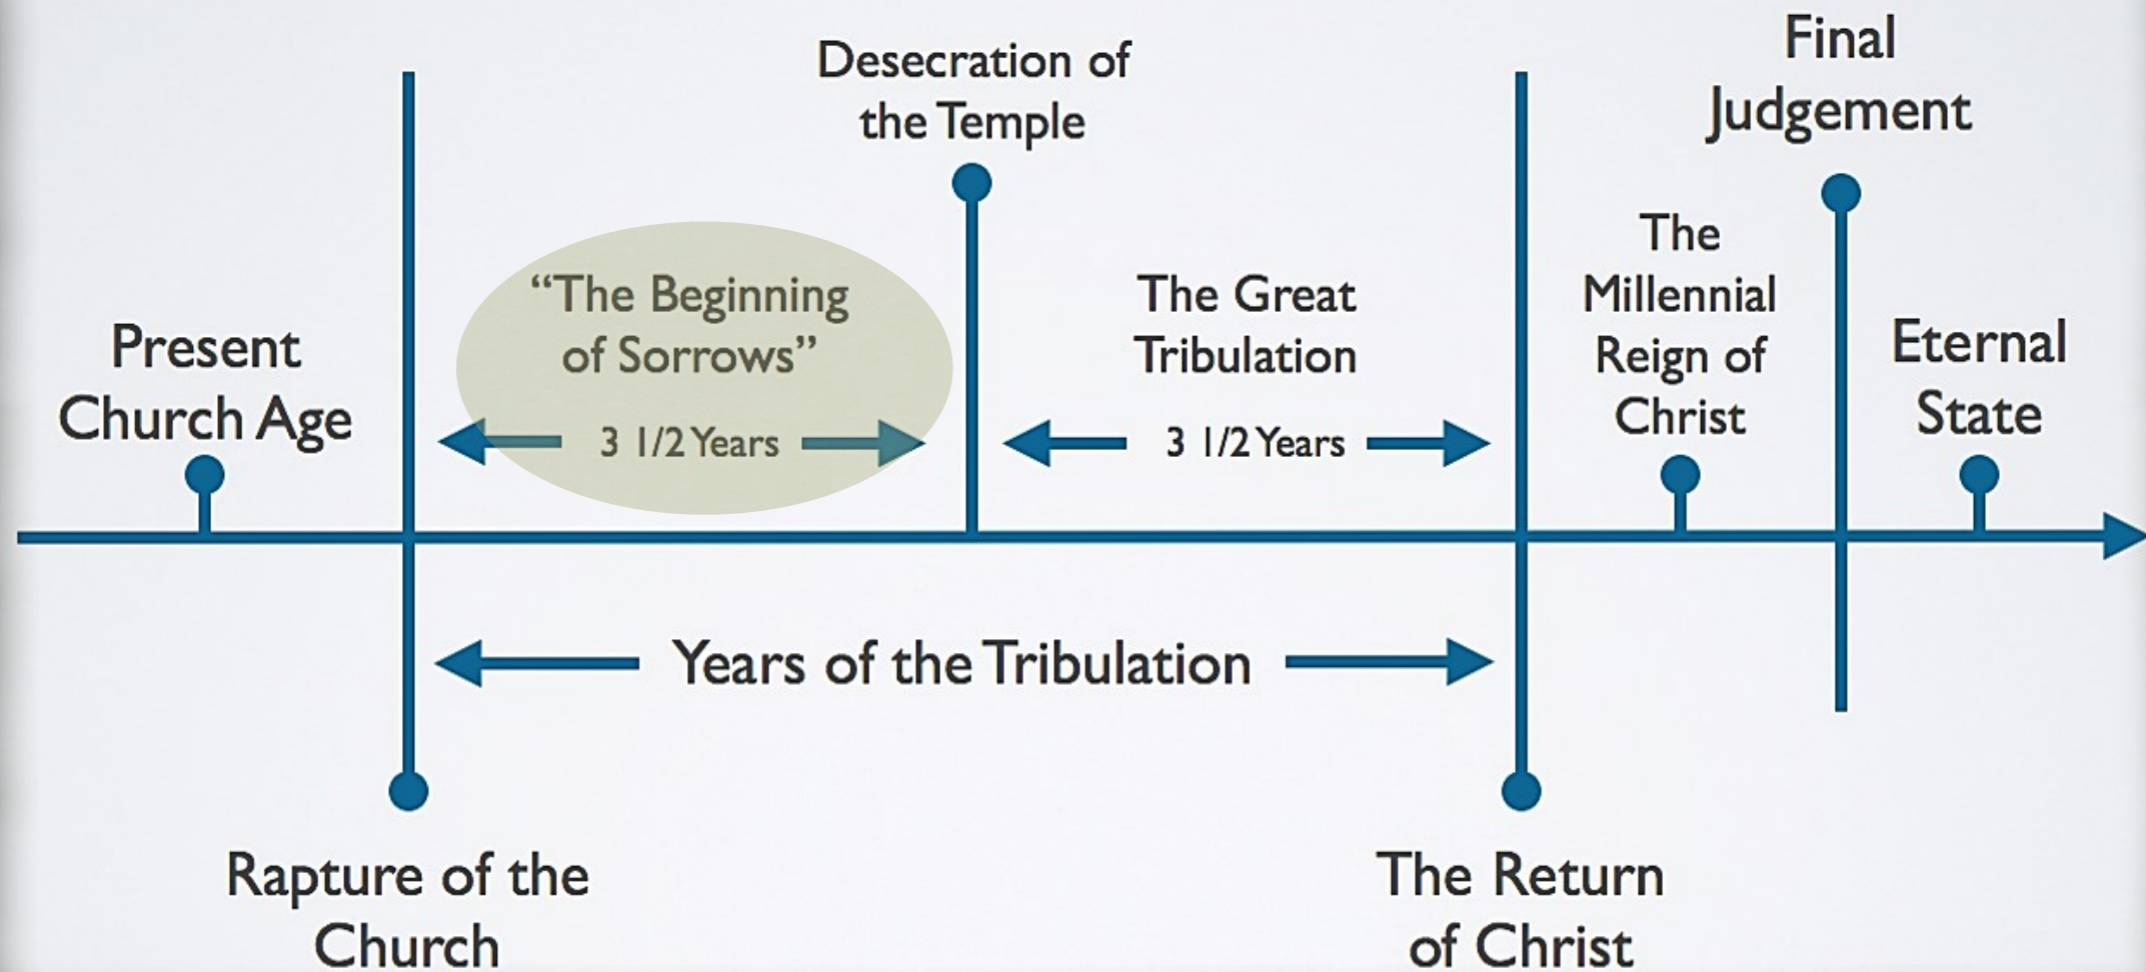 Present
Church Age
Rapture of the
Church
“The Beginning
of Sorrows”
3 1/2 Years
Desecration of
the Temple
The Great
Tribulation
3 1/2 Years
Years of the Tribulation
The Return
of Christ
The
Millennial
Reign of
Christ
Final
Judgement
Eternal
State